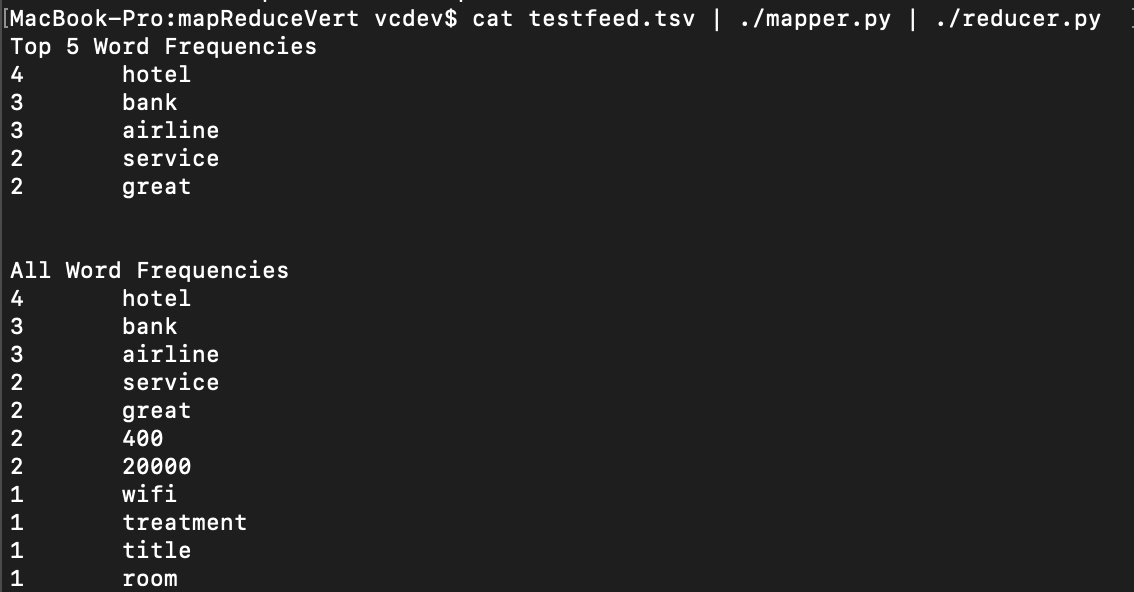 [MacBook-Pro:mapReduceVert vcdev$ cat testfeed.tsv | ./mapper.py | ./reducer.py ]
Top 5 Word Frequencies
4 hotel
3 bank
3 airline
2 service
2 great
All Word Frequencies
4 hotel
3 bank
3 airline
2 service
2 great
2 400
2 20000
1 wifi
1 treatment
1 title
1 room